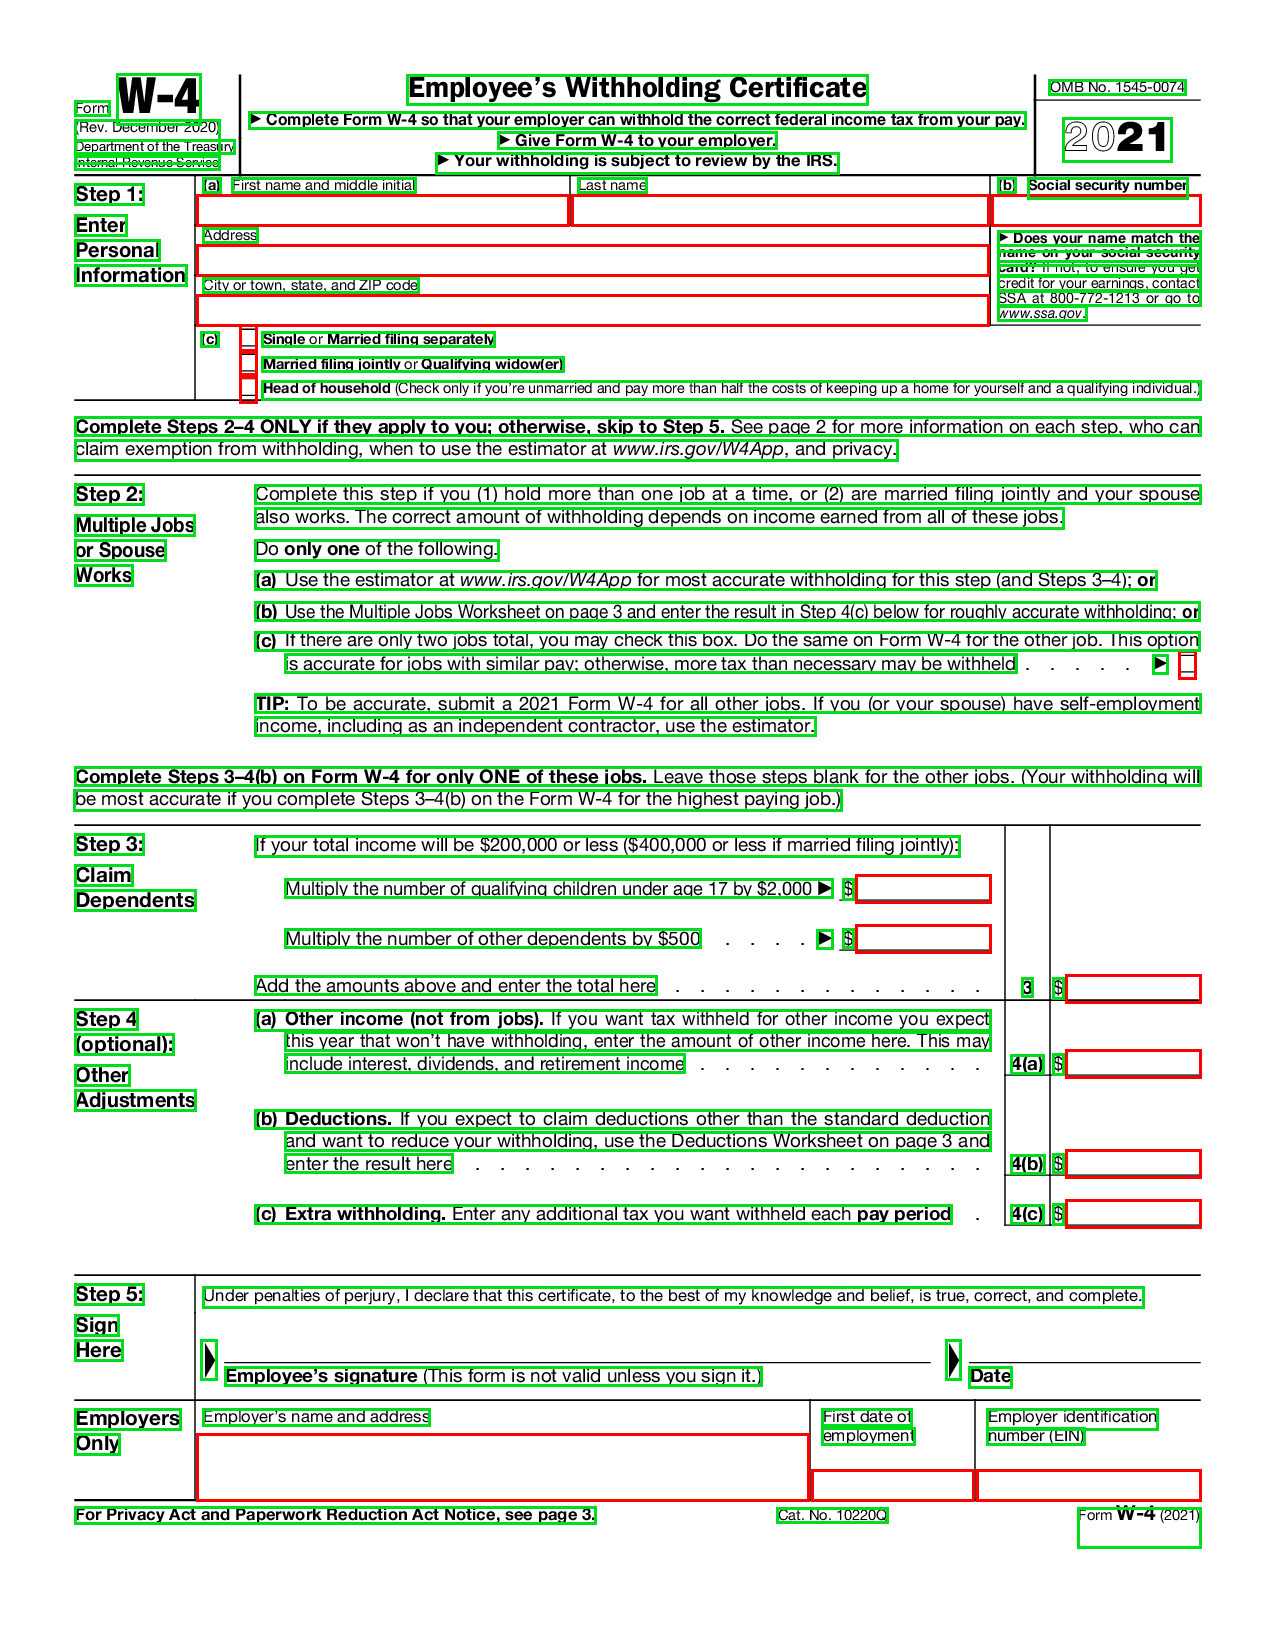 Form W-4
(Rev. December 2020)
Department of the Treasury
Internal Revenue Service
Employee’s Withholding Certificate
▶ Complete Form W-4 so that your employer can withhold the correct federal income tax from your pay.
▶ Give Form W-4 to your employer.
▶ Your withholding is subject to review by the IRS.
OMB No. 1545-0074
2021
Step 1:
Enter
Personal
Information
(a) First name and middle initial
Last name
(b) Social security number
Address
City or town, state, and ZIP code
▶ Does your name match the
name on your social security
card? If not, to ensure you get
credit for your earnings, contact
SSA at 800-772-1213 or go to
www.ssa.gov.
(c)
Single or Married filing separately
Married filing jointly or Qualifying widow(er)
Head of household (Check only if you’re unmarried and pay more than half the costs of keeping up a home for yourself and a qualifying individual.)
Complete Steps 2–4 ONLY if they apply to you; otherwise, skip to Step 5. See page 2 for more information on each step, who can
claim exemption from withholding, when to use the estimator at www.irs.gov/W4App, and privacy.
Step 2:
Multiple Jobs
or Spouse
Works
Complete this step if you (1) hold more than one job at a time, or (2) are married filing jointly and your spouse
also works. The correct amount of withholding depends on income earned from all of these jobs.
Do only one of the following.
(a) Use the estimator at www.irs.gov/W4App for most accurate withholding for this step (and Steps 3–4); or
(b) Use the Multiple Jobs Worksheet on page 3 and enter the result in Step 4(c) below for roughly accurate withholding; or
(c) If there are only two jobs total, you may check this box. Do the same on Form W-4 for the other job. This option
is accurate for jobs with similar pay; otherwise, more tax than necessary may be withheld . . . . . ▶
TIP: To be accurate, submit a 2021 Form W-4 for all other jobs. If you (or your spouse) have self-employment
income, including as an independent contractor, use the estimator.
Complete Steps 3–4(b) on Form W-4 for only ONE of these jobs. Leave those steps blank for the other jobs. (Your withholding will
be most accurate if you complete Steps 3–4(b) on the Form W-4 for the highest paying job.)
Step 3:
Claim
Dependents
If your total income will be $200,000 or less ($400,000 or less if married filing jointly):
Multiply the number of qualifying children under age 17 by $2,000 ▶ $
Multiply the number of other dependents by $500 . . . . ▶ $
Add the amounts above and enter the total here . . . . . . . . . . . . . 3 $
Step 4
(optional):
Other
Adjustments
(a) Other income (not from jobs). If you want tax withheld for other income you expect
this year that won’t have withholding, enter the amount of other income here. This may
include interest, dividends, and retirement income . . . . . . . . . . . . 4(a) $
(b) Deductions. If you expect to claim deductions other than the standard deduction
and want to reduce your withholding, use the Deductions Worksheet on page 3 and
enter the result here . . . . . . . . . . . . . . . . . . . . . 4(b) $
(c) Extra withholding. Enter any additional tax you want withheld each pay period . 4(c) $
Step 5:
Sign
Here
Under penalties of perjury, I declare that this certificate, to the best of my knowledge and belief, is true, correct, and complete.
Employee’s signature (This form is not valid unless you sign it.)
Date
Employers
Only
Employer’s name and address
First date of
employment
Employer identification
number (EIN)
For Privacy Act and Paperwork Reduction Act Notice, see page 3.
Cat. No. 10220Q
Form W-4 (2021)